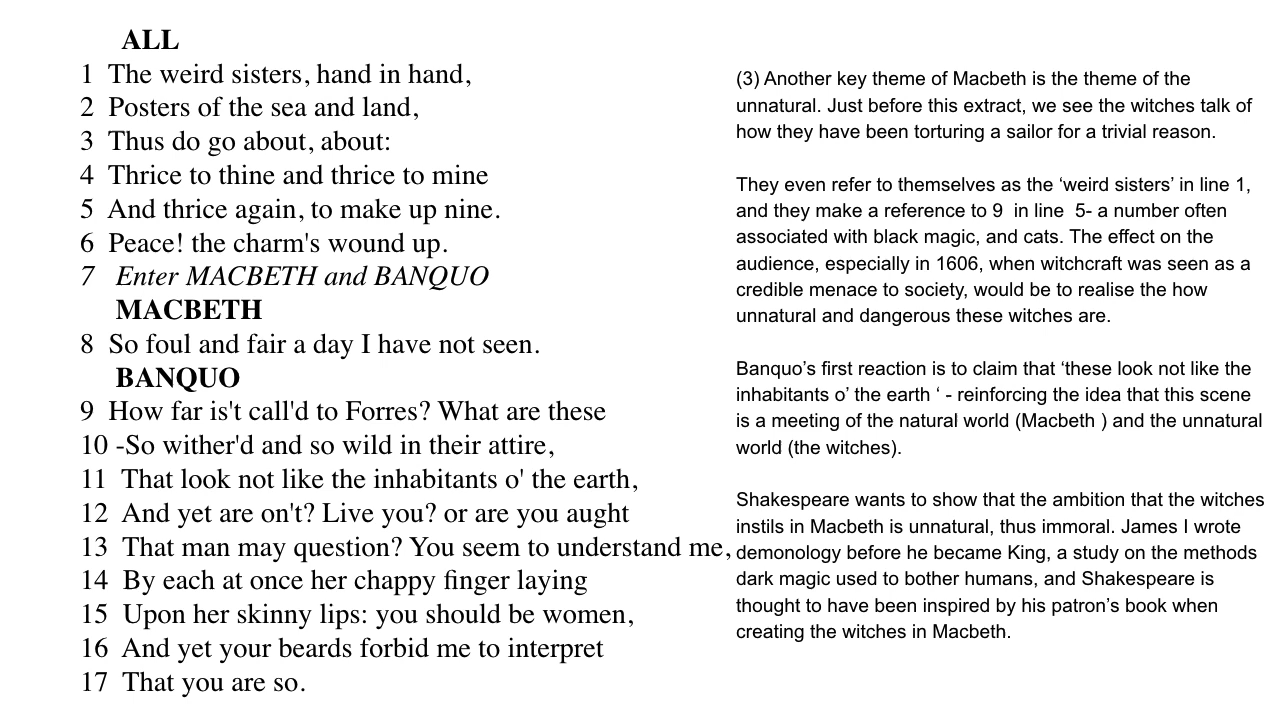 ALL
1 The weird sisters, hand in hand,
2 Posters of the sea and land,
3 Thus do go about, about:
4 Thrice to thine and thrice to mine
5 And thrice again, to make up nine.
6 Peace! the charm's wound up.
7 Enter MACBETH and BANQUO
MACBETH
8 So foul and fair a day I have not seen.
BANQUO
9 How far is't call'd to Forres? What are these
10 -So wither'd and so wild in their attire,
11 That look not like the inhabitants o' the earth,
12 And yet are on't? Live you? or are you aught
13 That man may question? You seem to understand me,
14 By each at once her chappy finger laying
15 Upon her skinny lips: you should be women,
16 And yet your beards forbid me to interpret
17 That you are so.
(3) Another key theme of Macbeth is the theme of the
unnatural. Just before this extract, we see the witches talk of
how they have been torturing a sailor for a trivial reason.
They even refer to themselves as the ‘weird sisters’ in line 1,
and they make a reference to 9 in line 5- a number often
associated with black magic, and cats. The effect on the
audience, especially in 1606, when witchcraft was seen as a
credible menace to society, would be to realise the how
unnatural and dangerous these witches are.
Banquo’s first reaction is to claim that ‘these look not like the
inhabitants o’ the earth ‘ - reinforcing the idea that this scene
is a meeting of the natural world (Macbeth ) and the unnatural
world (the witches).
Shakespeare wants to show that the ambition that the witches
instils in Macbeth is unnatural, thus immoral. James I wrote
demonology before he became King, a study on the methods
dark magic used to bother humans, and Shakespeare is
thought to have been inspired by his patron’s book when
creating the witches in Macbeth.